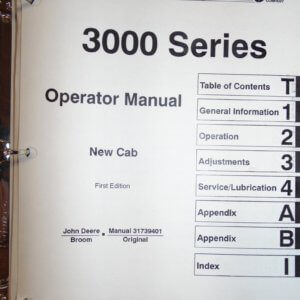 COMPANY
3000 Series
Operator Manual
New Cab
First Edition
John Deere • Manual 31739401
Broom Original
Table of Contents T
General Information 1
Operation 2
Adjustments 3
Service/Lubrication 4
Appendix A
Appendix B
Index I